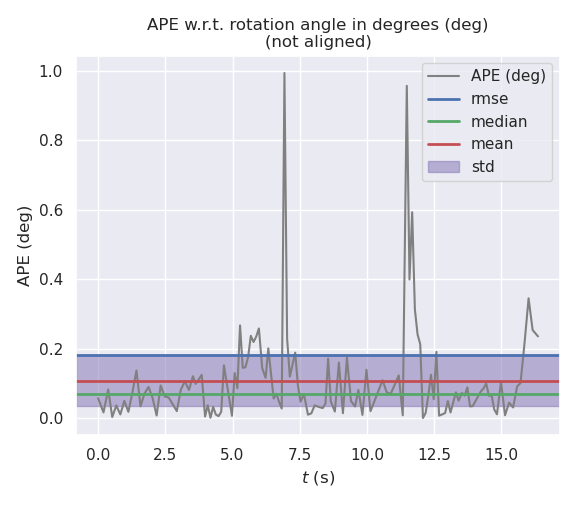 APE w.r.t. rotation angle in degrees (deg)
(not aligned)
APE (deg)
rmse
median
mean
std
APE (deg)
1.0
0.8
0.6
0.4
0.2
0.0
0.0 2.5 5.0 7.5 10.0 12.5 15.0
t (s)